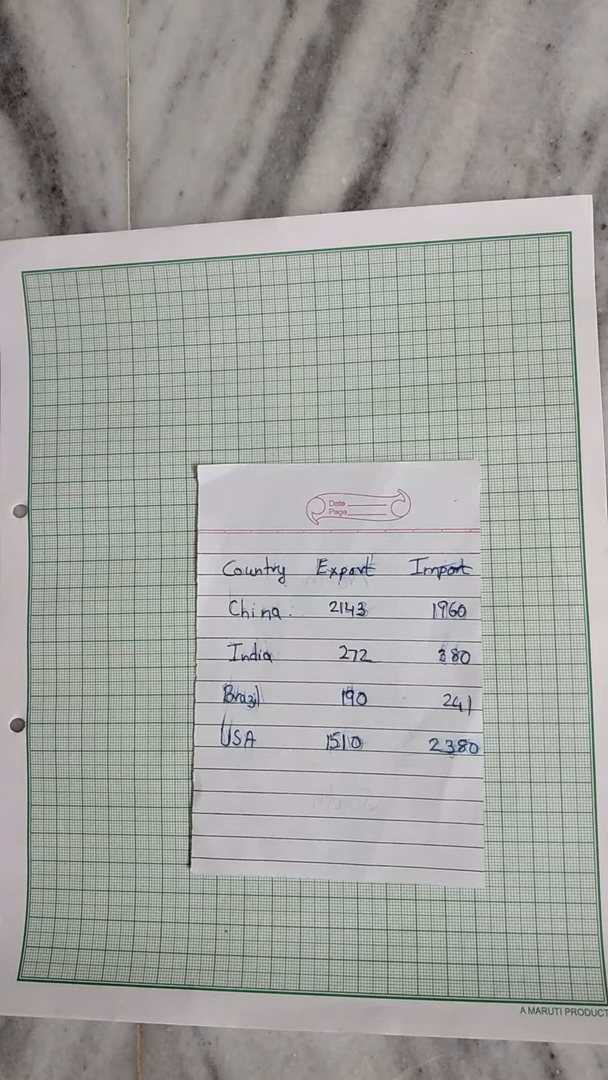 Date
Page
Country Export Import
China 2143 1960
India 272 380
Brazil 190 241
USA 1510 2380
A MARUTI PRODUCT